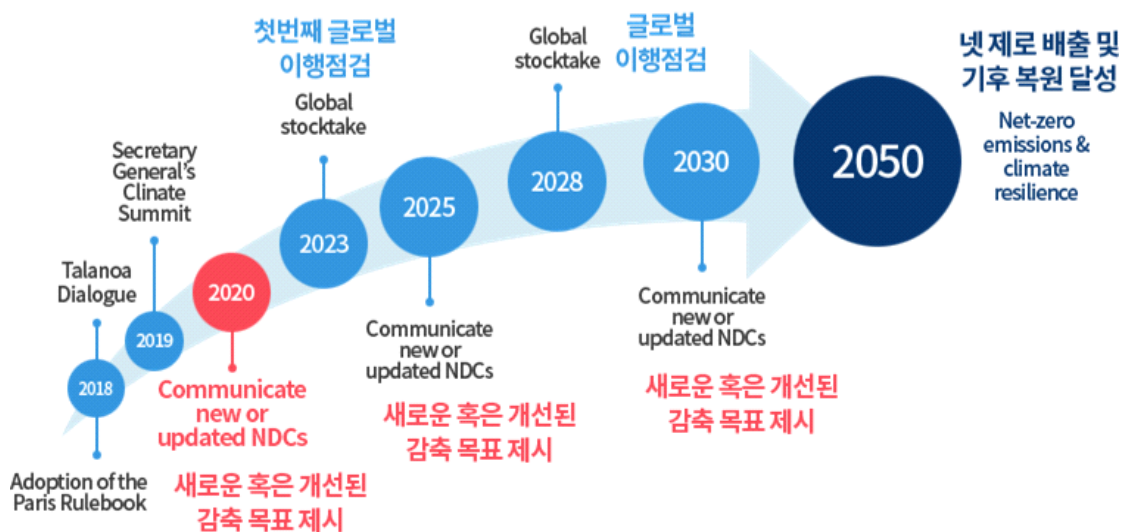 첫번째 글로벌
이행점검
Global
stocktake
Global
stocktake
글로벌
이행점검
넷 제로 배출 및
기후 복원 달성
Net-zero
emissions &
climate
resilience
Secretary
General's
Clinate
Summit
Talanoa
Dialogue
2018
2019
2020
2023
2025
2028
2030
2050
Adoption of the
Paris Rulebook
Communicate
new or
updated NDCs
새로운 혹은 개선된
감축 목표 제시
Communicate
new or
updated NDCs
새로운 혹은 개선된
감축 목표 제시
Communicate
new or
updated NDCs
새로운 혹은 개선된
감축 목표 제시